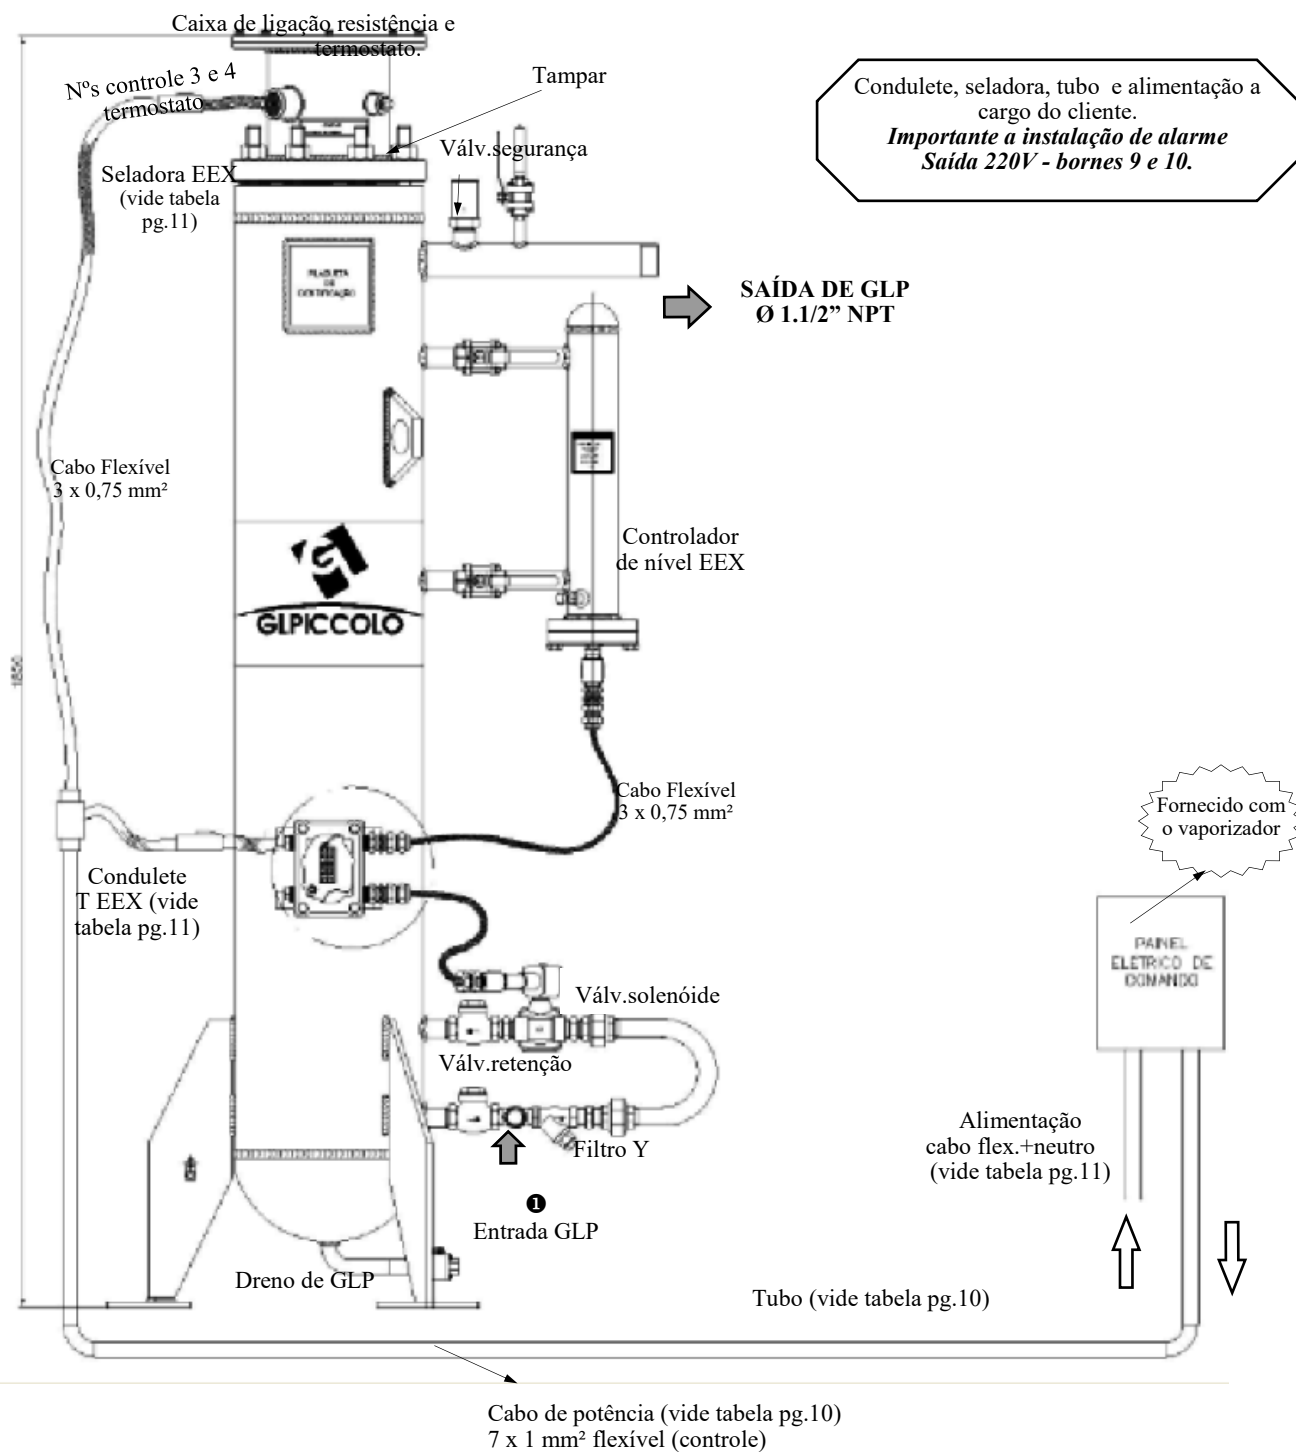 Caixa de ligação resistência e
termostato.
Nºs controle 3 e 4
termostato
Tampar
Condulete, seladora, tubo e alimentação a
cargo do cliente.
Importante a instalação de alarme
Saída 220V - bornes 9 e 10.
Válv.segurança
Seladora EEX
(vide tabela
pg.11)
PLAQUETA
DE
CERTIFICAÇÃO
SAÍDA DE GLP
Ø 1.1/2” NPT
Cabo Flexível
3 x 0,75 mm²
Controlador
de nível EEX
GLPICCOLO
1850
Cabo Flexível
3 x 0,75 mm²
Fornecido com
o vaporizador
Condulete
T EEX (vide
tabela pg.11)
PAINEL
ELÉTRICO DE
COMANDO
Válv.solenóide
Válv.retenção
Alimentação
cabo flex.+neutro
(vide tabela pg.11)
Filtro Y
❶
Entrada GLP
Dreno de GLP
Tubo (vide tabela pg.10)
Cabo de potência (vide tabela pg.10)
7 x 1 mm² flexível (controle)